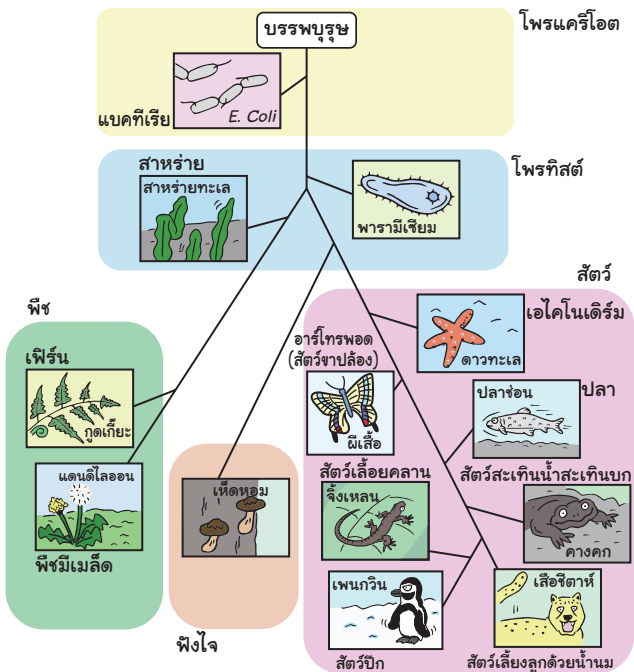 บรรพบุรุษ
โพรแคริโอต
แบคทีเรีย
E. Coli
สาหร่าย
สาหร่ายทะเล
โพรทิสต์
พารามีเซียม
สัตว์
พืช
เอไคโนเดิร์ม
ดาวทะเล
อาร์โทรพอด
(สัตว์ขาปล้อง)
ผีเสื้อ
เฟิร์น
กูดเกี๊ยะ
ปลาช่อน
ปลา
แดนดิไลออน
พืชมีเมล็ด
เห็ดหอม
ฟังไจ
สัตว์เลื้อยคลาน
จิ้งเหลน
สัตว์สะเทินน้ำสะเทินบก
คางคก
เพนกวิน
สัตว์ปีก
เสือชีตาห์
สัตว์เลี้ยงลูกด้วยน้ำนม